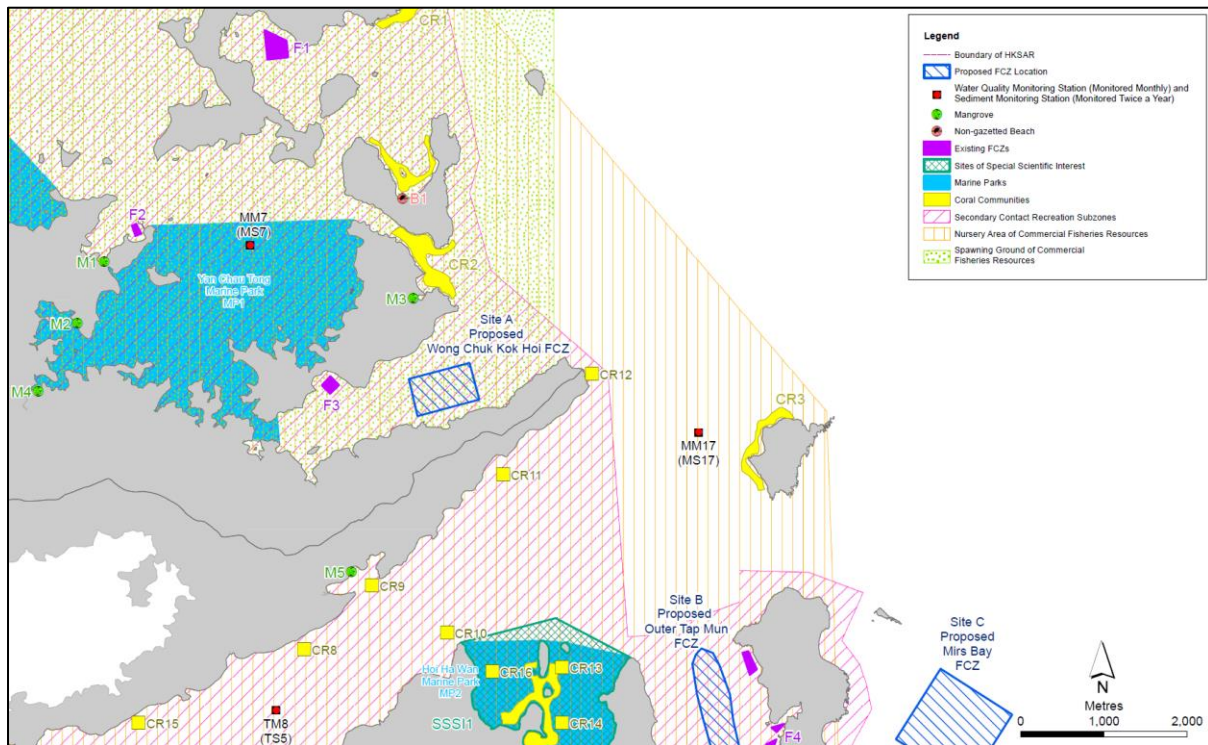 CR1
F1
B1
F2
MM7
(MS7)
M1
CR2
Yan Chau Tong
Marine Park
MP1
M3
M2
Site A
Proposed
Wong Chuk Kok Hoi FCZ
CR12
M4
F3
CR3
MM17
(MS17)
CR11
M5
CR9
Site B
Proposed
Outer Tap Mun
FCZ
Site C
Proposed
Mirs Bay
FCZ
CR10
CR8
Hoi Ha Wan
Marine Park
MP2
CR16
CR13
SSSI1
CR14
CR15
TM8
(TS5)
F4
Legend
Boundary of HKSAR
Proposed FCZ Location
Water Quality Monitoring Station (Monitored Monthly) and
Sediment Monitoring Station (Monitored Twice a Year)
Mangrove
Non-gazetted Beach
Existing FCZs
Sites of Special Scientific Interest
Marine Parks
Coral Communities
Secondary Contact Recreation Subzones
Nursery Area of Commercial Fisheries Resources
Spawning Ground of Commercial
Fisheries Resources
N
Metres
0 1,000 2,000